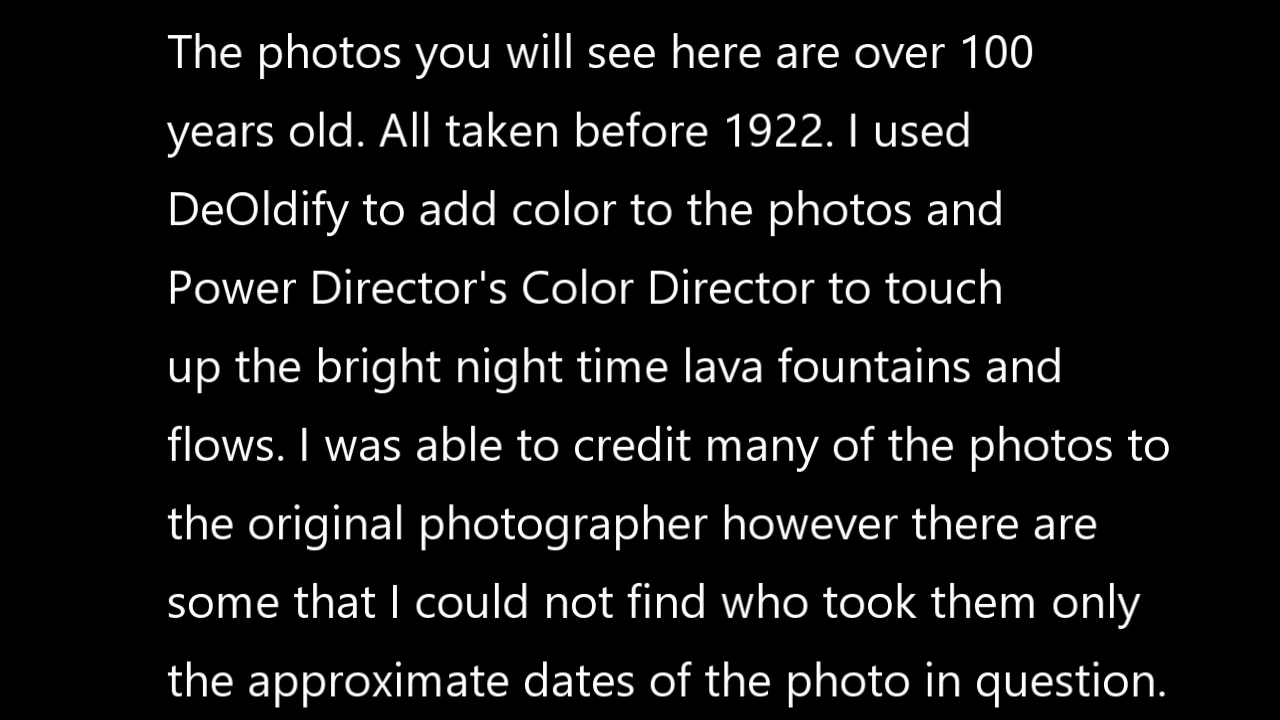 The photos you will see here are over 100
years old. All taken before 1922. I used
DeOldify to add color to the photos and
Power Director's Color Director to touch
up the bright night time lava fountains and
flows. I was able to credit many of the photos to
the original photographer however there are
some that I could not find who took them only
the approximate dates of the photo in question.